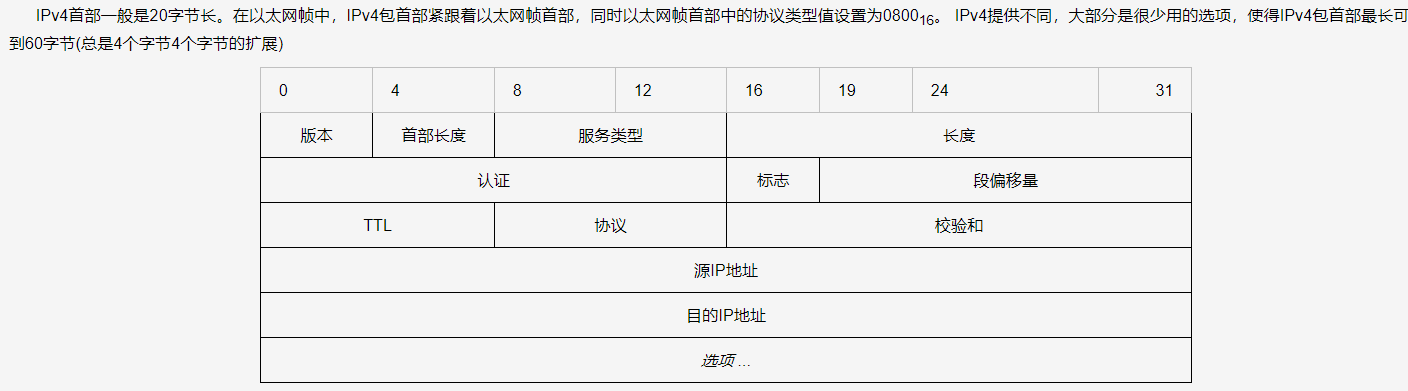 IPv4首部一般是20字节长。在以太网帧中，IPv4包首部紧跟着以太网帧首部，同时以太网帧首部中的协议类型值设置为0800₁₆。 IPv4提供不同，大部分是很少用的选项，使得IPv4包首部最长可
到60字节(总是4个字节4个字节的扩展)
0 4 8 12 16 19 24 31
版本 首部长度 服务类型 长度
认证 标志 段偏移量
TTL 协议 校验和
源IP地址
目的IP地址
选项 ...